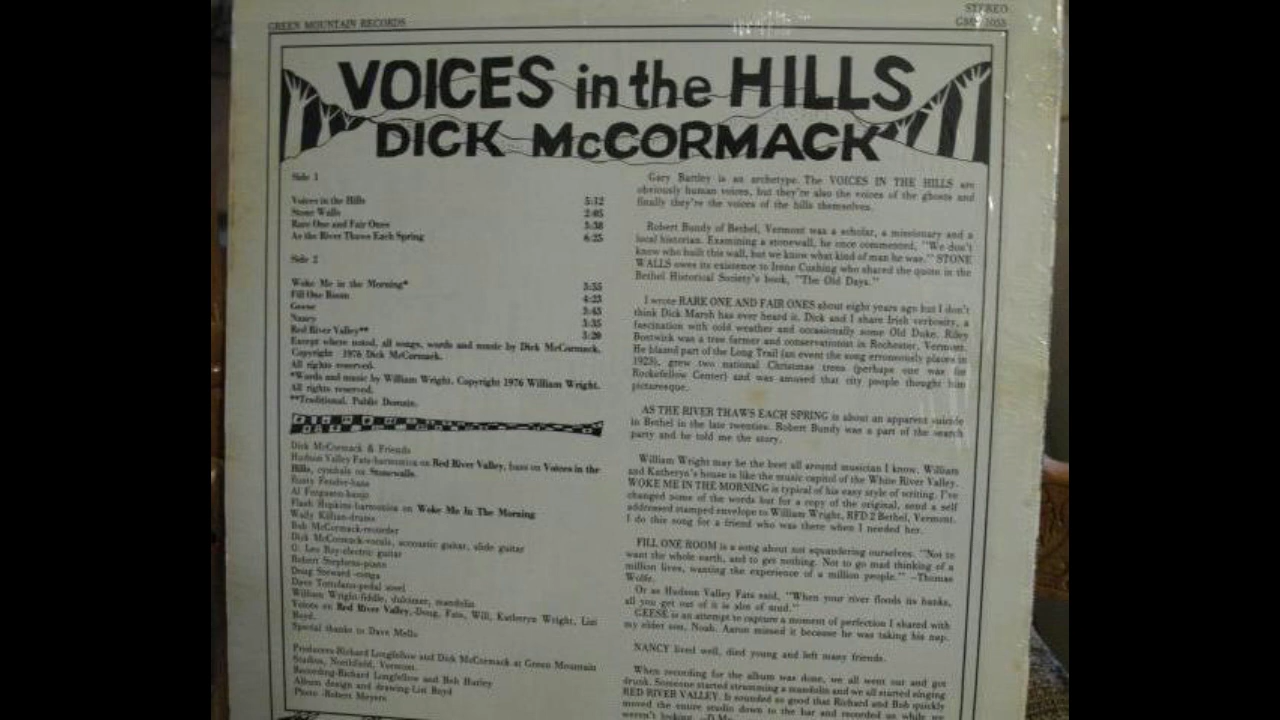 GREEN MOUNTAIN RECORDS
STEREO
VOICES in the HILLS
DICK McCORMACK
Side 1
Voices in the Hills 5:12
Stone Walls 2:05
Rare One and Fair Ones 5:38
As the River Thaws Each Spring 6:25
Side 2
Woke Me in the Morning* 3:55
Fill One Room 4:23
Geese 3:45
Nancy 3:35
Red River Valley** 5:20
Except where noted, all songs, words and music by Dick McCormack.
Copyright 1976 Dick McCormack.
All rights reserved.
*Words and music by William Wright. Copyright 1976 William Wright.
All rights reserved.
**Traditional. Public Domain.
Dick McCormack & Friends
Hudson Valley Fats-harmonica on Red River Valley, bass on Voices in the
Hills, cymbals on Stonewalls.
Rusty Fender-bass
Al Ferguson-banjo
Flash Hopkins-harmonica on Woke Me In The Morning
Wally Killian-drums
Bob McCormack-recorder
Dick McCormack-vocals, accoustic guitar, slide guitar
G. Leo Roy-electric guitar
Robert Stephens-piano
Doug Steward-conga
Dave Tortolano-pedal steel
William Wright-fiddle, dulcimer, mandolin
Voices on Red River Valley-Doug, Fats, Will, Katheryn Wright, Lisi
Boyd.
Special thanks to Dave Mells
Producers-Richard Longfellow and Dick McCormack at Green Mountain
Studios, Northfield, Vermont.
Recording-Richard Longfellow and Bob Hurley
Album design and drawing-Lisi Boyd
Photo-Robert Meyers
Gary Bartley is an archetype. The VOICES IN THE HILLS are
obviously human voices, but they're also the voices of the ghosts and
finally they're the voices of the hills themselves.
Robert Bundy of Bethel, Vermont was a scholar, a missionary and a
local historian. Examining a stonewall, he once commented, "We don't
know who built this wall, but we know what kind of man he was." STONE
WALLS owes its existence to Irene Cushing who shared the quote in the
Bethel Historical Society's book, "The Old Days."
I wrote RARE ONE AND FAIR ONES about eight years ago but I don't
think Dick Marsh has ever heard it. Dick and I share Irish verbosity, a
fascination with cold weather and occasionally some Old Duke. Riley
Bostwick was a tree farmer and conservationist in Rochester, Vermont.
He blazed part of the Long Trail (an event the song erroneously places in
1923), grew two national Christmas trees (perhaps one was for
Rockefellow Center) and was amused that city people thought him
picturesque.
AS THE RIVER THAWS EACH SPRING is about an apparent suicide
in Bethel in the late twenties. Robert Bundy was a part of the search
party and he told me the story.
William Wright may be the best all around musician I know. William
and Katheryn's house is like the music capitol of the White River Valley.
WOKE ME IN THE MORNING is typical of his easy style of writing. I've
changed some of the words but for a copy of the original, send a self
addressed stamped envelope to William Wright, RFD 2 Bethel, Vermont.
I do this song for a friend who was there when I needed her.
FILL ONE ROOM is a song about not squandering ourselves. "Not to
want the whole earth, and to get nothing. Not to go mad thinking of a
million lives, wanting the experience of a million people." -Thomas
Wolfe.
Or as Hudson Valley Fats said, "When your river floods its banks,
all you get out of it is alot of mud."
GEESE is an attempt to capture a moment of perfection I shared with
my elder son, Noah. Aaron missed it because he was taking his nap.
NANCY lived well, died young and left many friends.
When recording for the album was done, we all went out and got
drunk. Someone started strumming a mandolin and we all started singing
RED RIVER VALLEY. It sounded so good that Richard and Bob quickly
moved the entire studio down to the bar and recorded us while we
weren't looking.